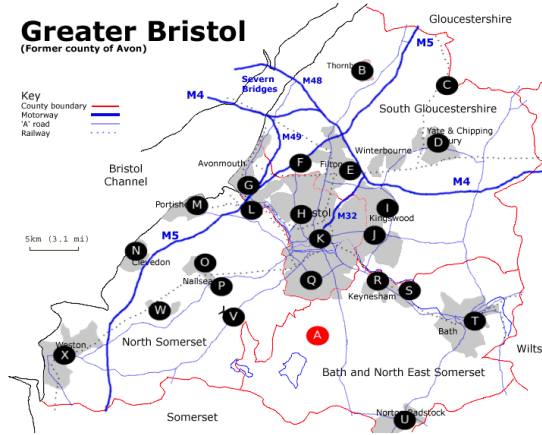 Greater Bristol
(Former county of Avon)
Gloucestershire
M5
Thornb
B
M48
Severn
Bridges
C
M4
Key
County boundary
Motorway
'A' road
Railway
South Gloucestershire
M49
Yate & Chipping
D
bury
Winterbourne
Avonmouth
F
Filton
E
Bristol
Channel
M4
G
Portishe
M
L
H
stol
M32
I
Kingswood
J
K
M5
5km (3.1 mi)
N
Clevedon
O
Nailsea
P
Q
R
S
Keynesham
W
V
T
Bath
A
X
Weston,
North Somerset
Wilts
Bath and North East Somerset
Somerset
Norton Radstock
U